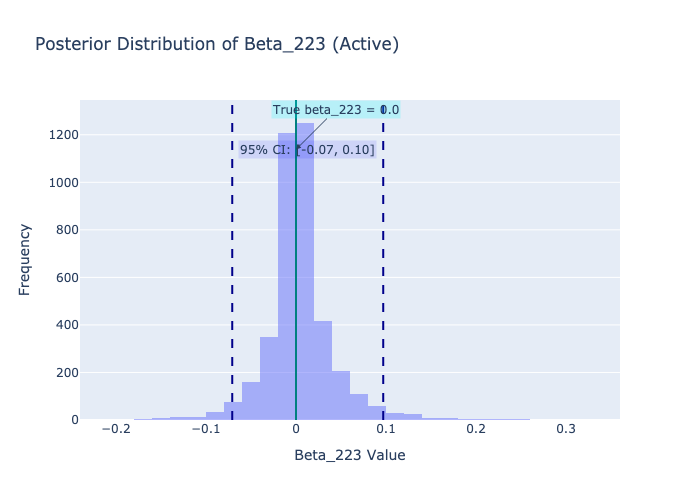 Posterior Distribution of Beta_223 (Active)
True beta_223 = 0.0
95% CI: [-0.07, 0.10]
1200
1000
800
600
400
200
0
Frequency
−0.2
−0.1
0
0.1
0.2
0.3
Beta_223 Value